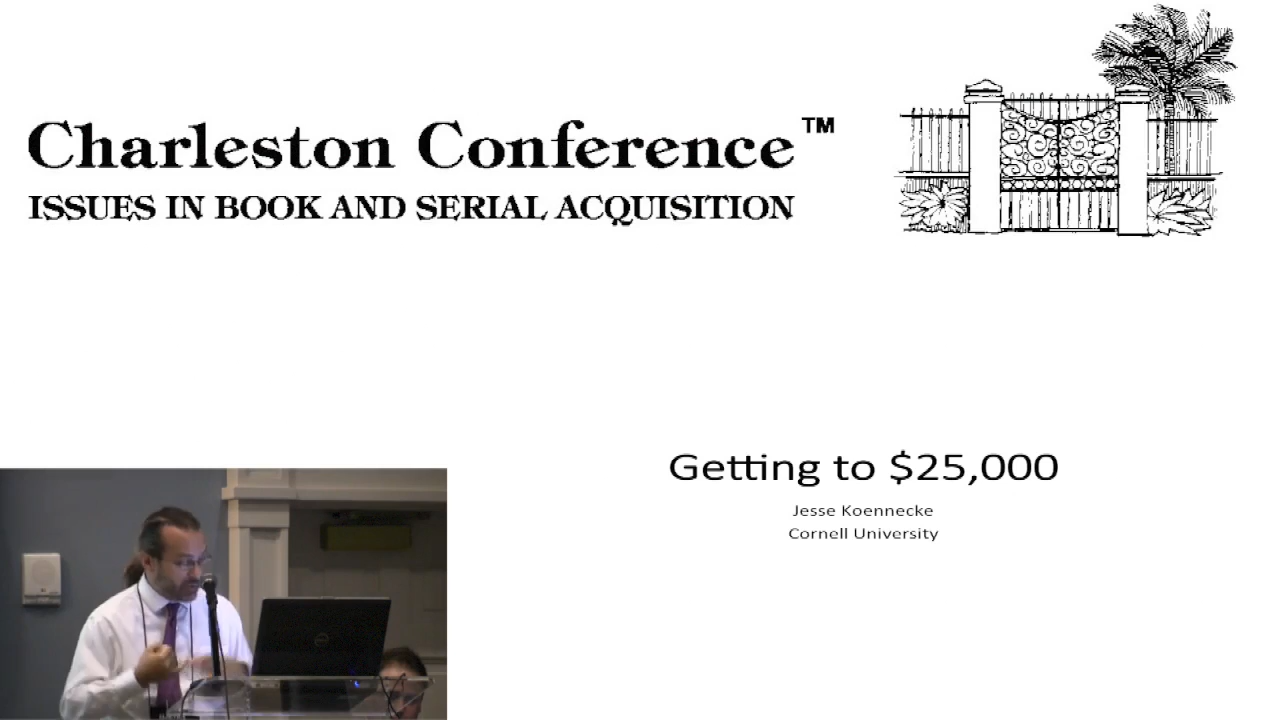 Charleston Conference™
ISSUES IN BOOK AND SERIAL ACQUISITION
Getting to $25,000
Jesse Koennecke
Cornell University